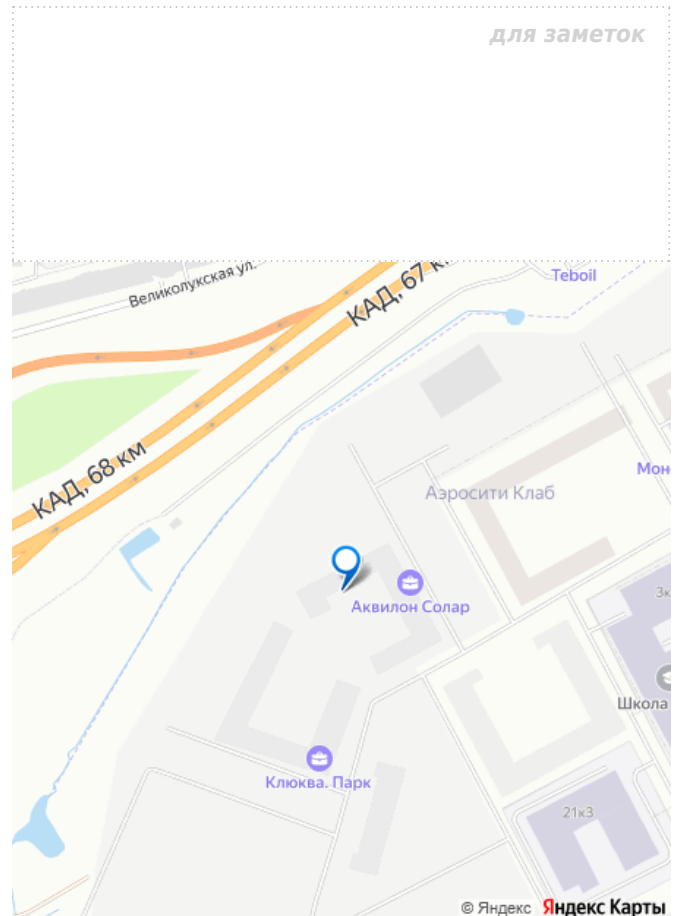 для заметок
Великолукская ул.
Teboil
КАД, 67
КАД, 68 км
Мон
Аэросити Клаб
Аквилон Солар
3к
Школа
Клюква. Парк
21к3
© Яндекс Яндекс Карты